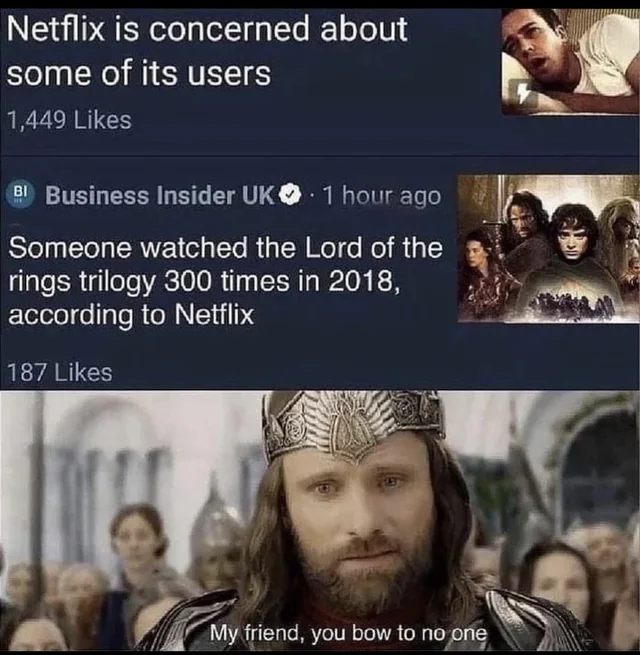 Netflix is concerned about
some of its users
1,449 Likes
BI Business Insider UK · 1 hour ago
Someone watched the Lord of the
rings trilogy 300 times in 2018,
according to Netflix
187 Likes
My friend, you bow to no one